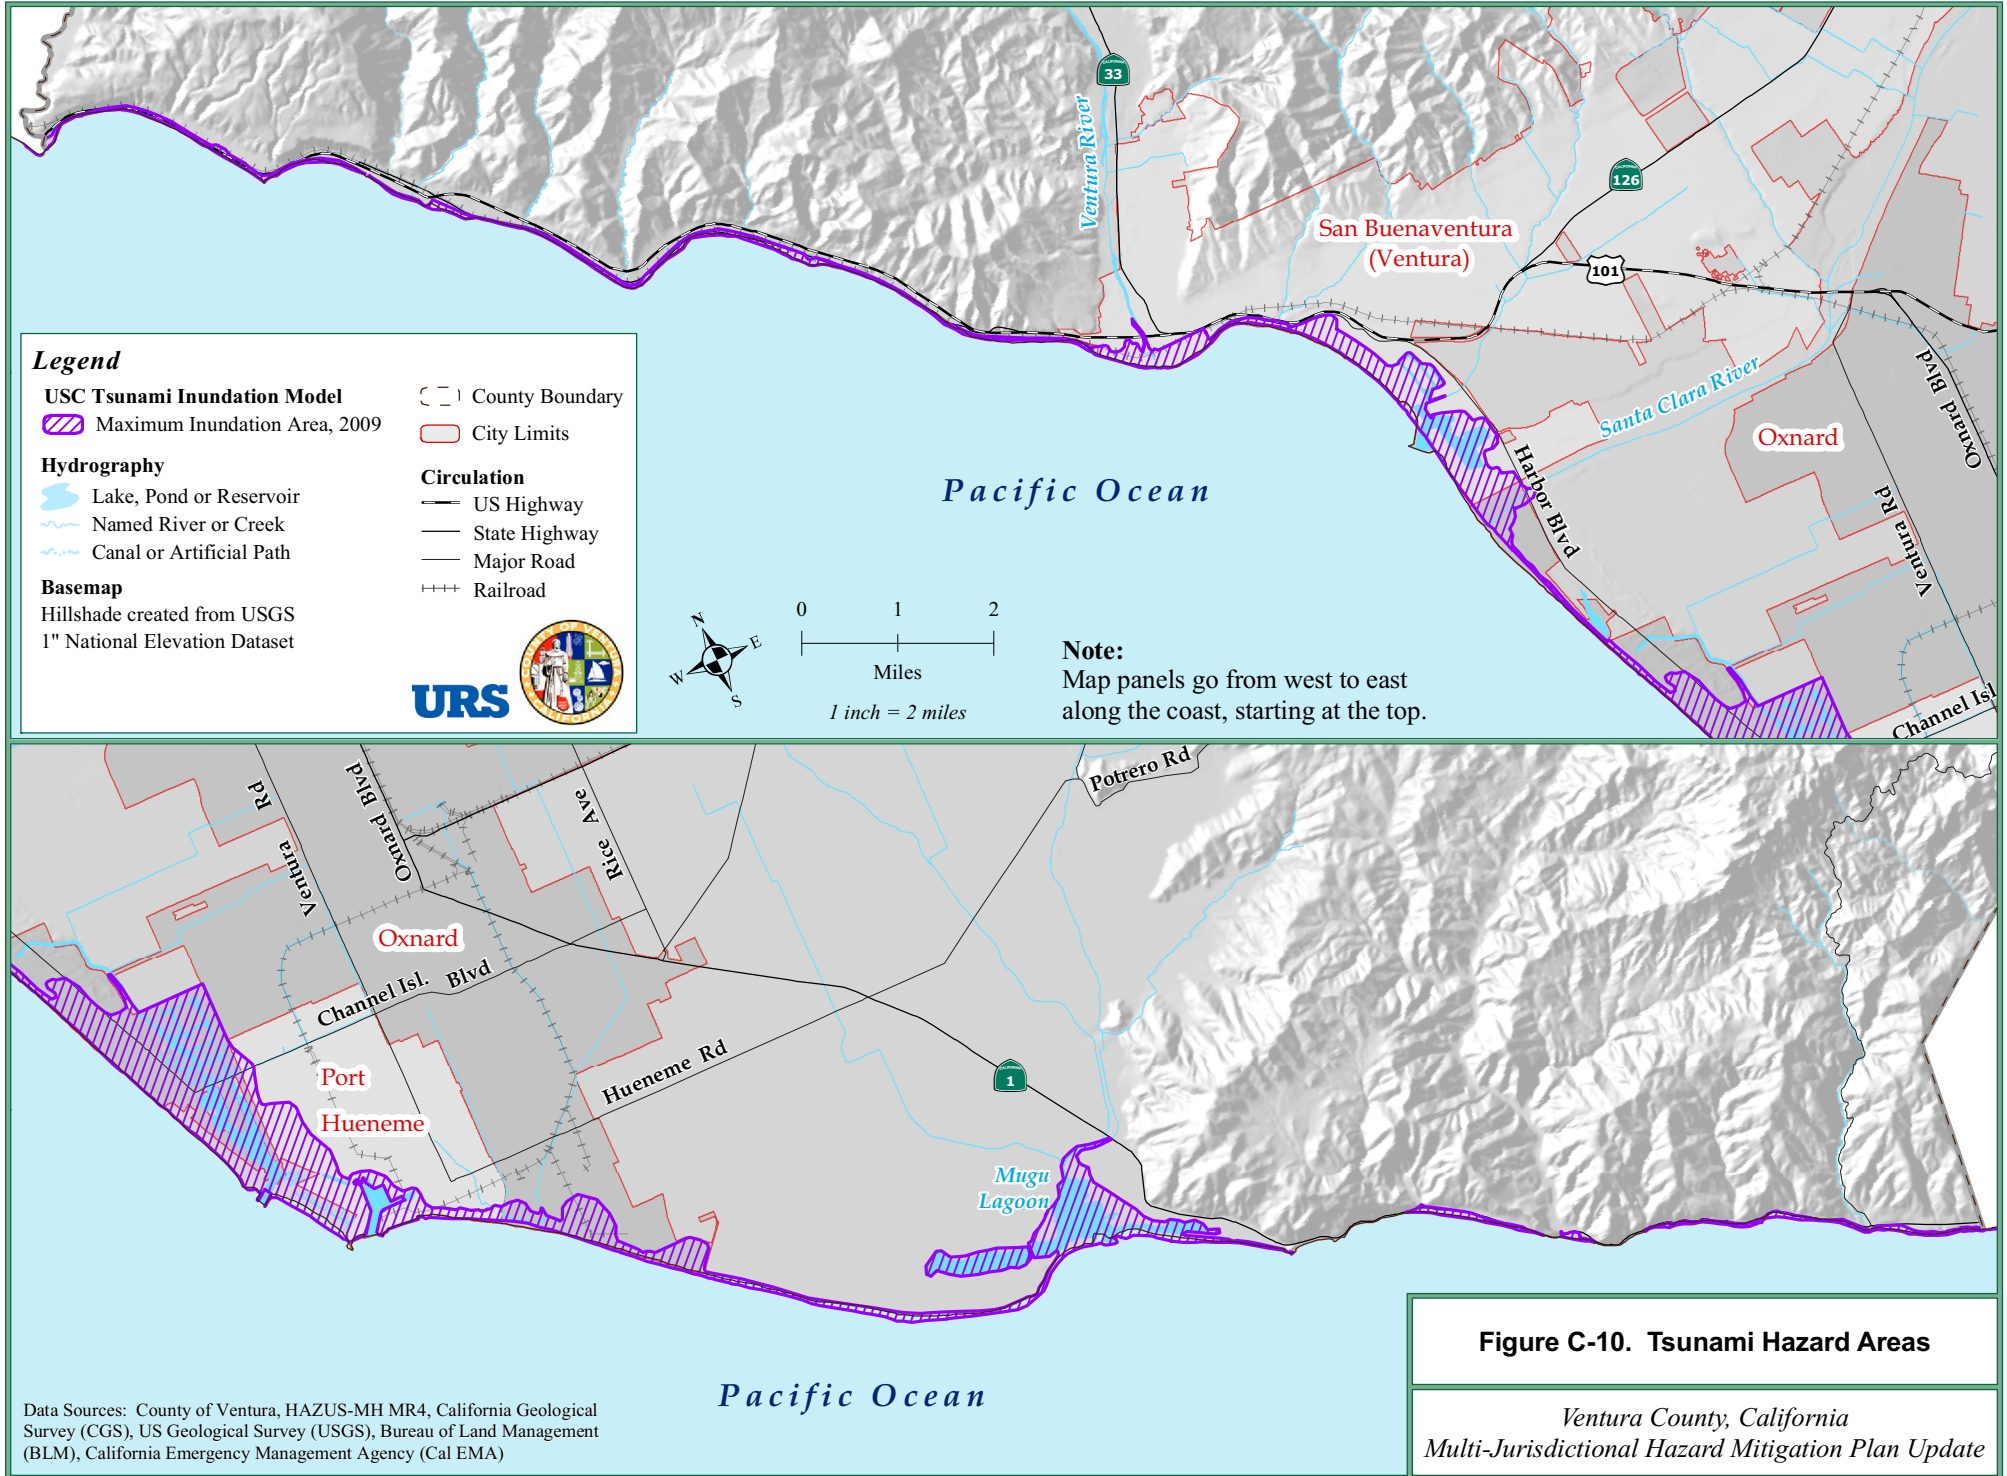 CALIFORNIA
33
Ventura River
CALIFORNIA
126
San Buenaventura
(Ventura)
101
Oxnard Blvd
Santa Clara River
Oxnard
Harbor Blvd
Ventura Rd
Channel Isl
Pacific Ocean
Legend
USC Tsunami Inundation Model
Maximum Inundation Area, 2009
Hydrography
Lake, Pond or Reservoir
Named River or Creek
Canal or Artificial Path
Basemap
Hillshade created from USGS
1" National Elevation Dataset
County Boundary
City Limits
Circulation
US Highway
State Highway
Major Road
Railroad
URS
COUNTY OF VENTURA
CALIFORNIA
N
E
W
S
0 1 2
Miles
1 inch = 2 miles
Note:
Map panels go from west to east
along the coast, starting at the top.
Ventura Rd
Oxnard Blvd
Rice Ave
Potrero Rd
Oxnard
Channel Isl. Blvd
Port
Hueneme
Hueneme Rd
CALIFORNIA
1
Mugu
Lagoon
Pacific Ocean
Data Sources: County of Ventura, HAZUS-MH MR4, California Geological
Survey (CGS), US Geological Survey (USGS), Bureau of Land Management
(BLM), California Emergency Management Agency (Cal EMA)
Figure C-10. Tsunami Hazard Areas
Ventura County, California
Multi-Jurisdictional Hazard Mitigation Plan Update